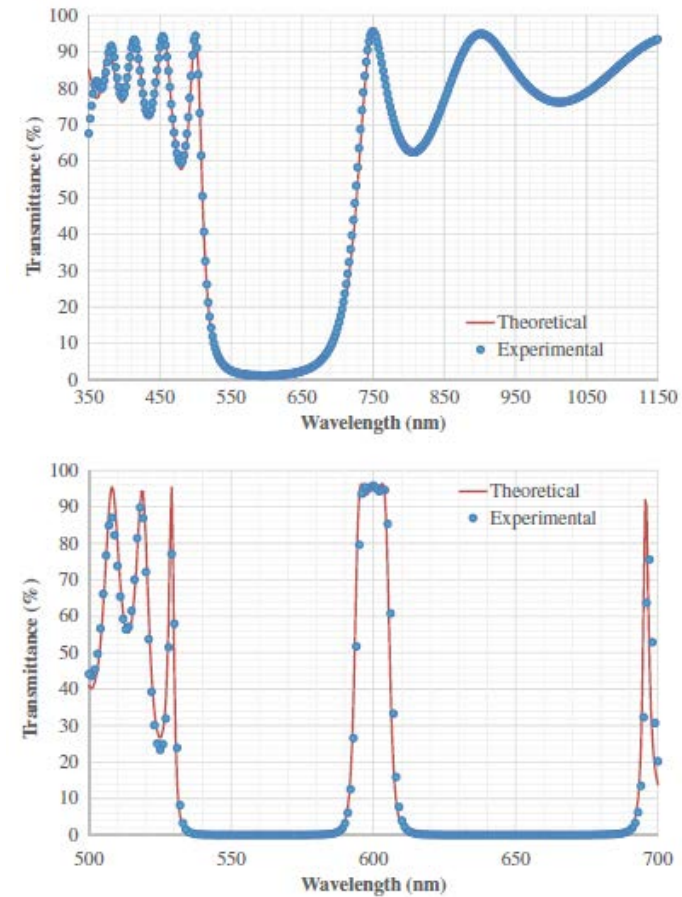 100
90
80
70
60
50
40
30
20
10
0
Transmittance (%)
Theoretical
Experimental
350 450 550 650 750 850 950 1050 1150
Wavelength (nm)
100
90
80
70
60
50
40
30
20
10
0
Transmittance (%)
Theoretical
Experimental
500 550 600 650 700
Wavelength (nm)